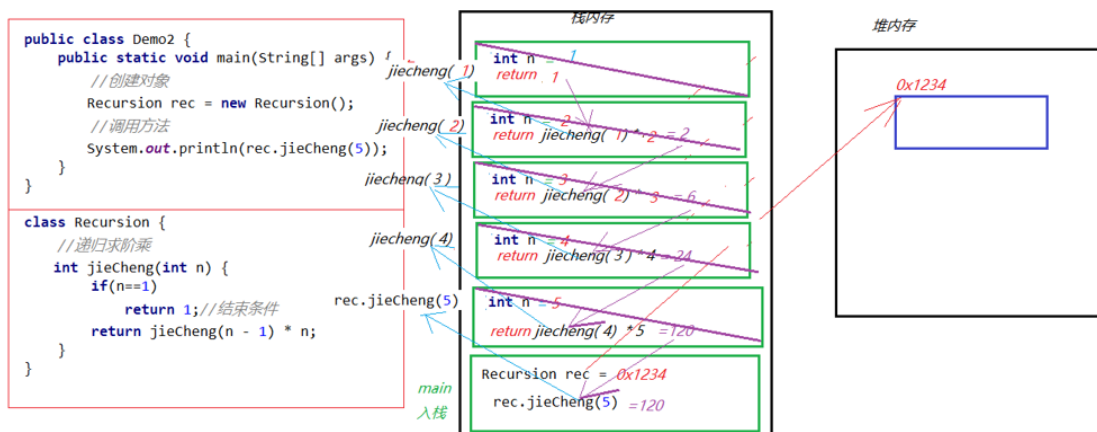 public class Demo2 {
public static void main(String[] args) {
//创建对象
Recursion rec = new Recursion();
//调用方法
System.out.println(rec.jieCheng(5));
}
}
class Recursion {
//递归求阶乘
int jieCheng(int n) {
if(n==1)
return 1;//结束条件
return jieCheng(n - 1) * n;
}
}
jiecheng( 1)
jiecheng( 2)
jiecheng( 3 )
jiecheng( 4)
rec.jieCheng(5)
main
入栈
栈内存
int n = 1
return 1
int n = 2
return jiecheng( 1) * 2 =2
int n = 3
return jiecheng( 2) * 3 =6
int n = 4
return jiecheng( 3 ) * 4 =24
int n = 5
return jiecheng( 4) * 5 =120
Recursion rec = 0x1234
rec.jieCheng(5) =120
堆内存
0x1234